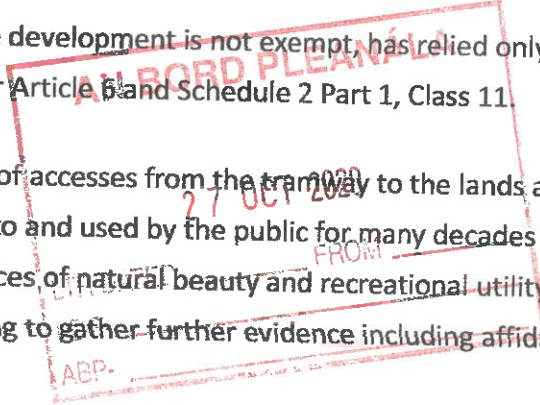 development is not exempt, has relied only
AN BORD PLEANÁLA
Article 6 and Schedule 2 Part 1, Class 11.
of accesses from the tramway to the lands a
27 OCT 2020
to and used by the public for many decades
FROM
ces of natural beauty and recreational utility
g to gather further evidence including affid
ABP-